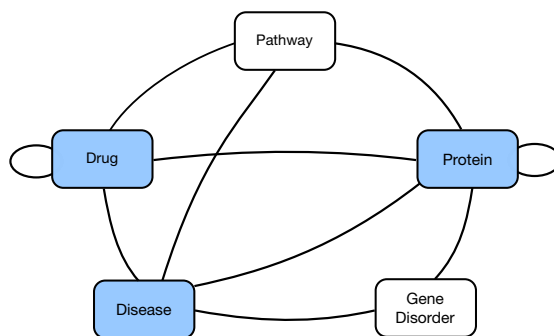 Pathway
Drug
Protein
Disease
Gene
Disorder